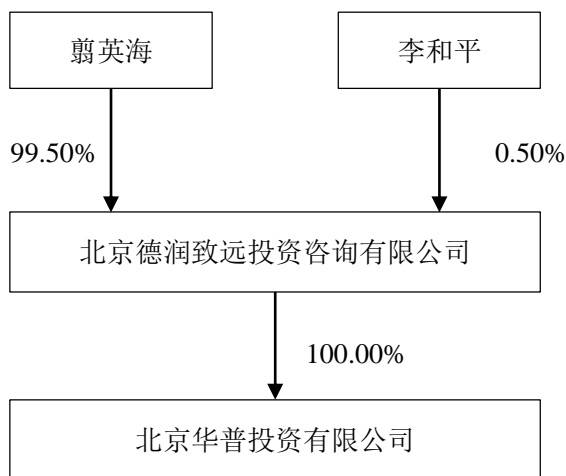 翦英海
李和平
99.50%
0.50%
北京德润致远投资咨询有限公司
100.00%
北京华普投资有限公司